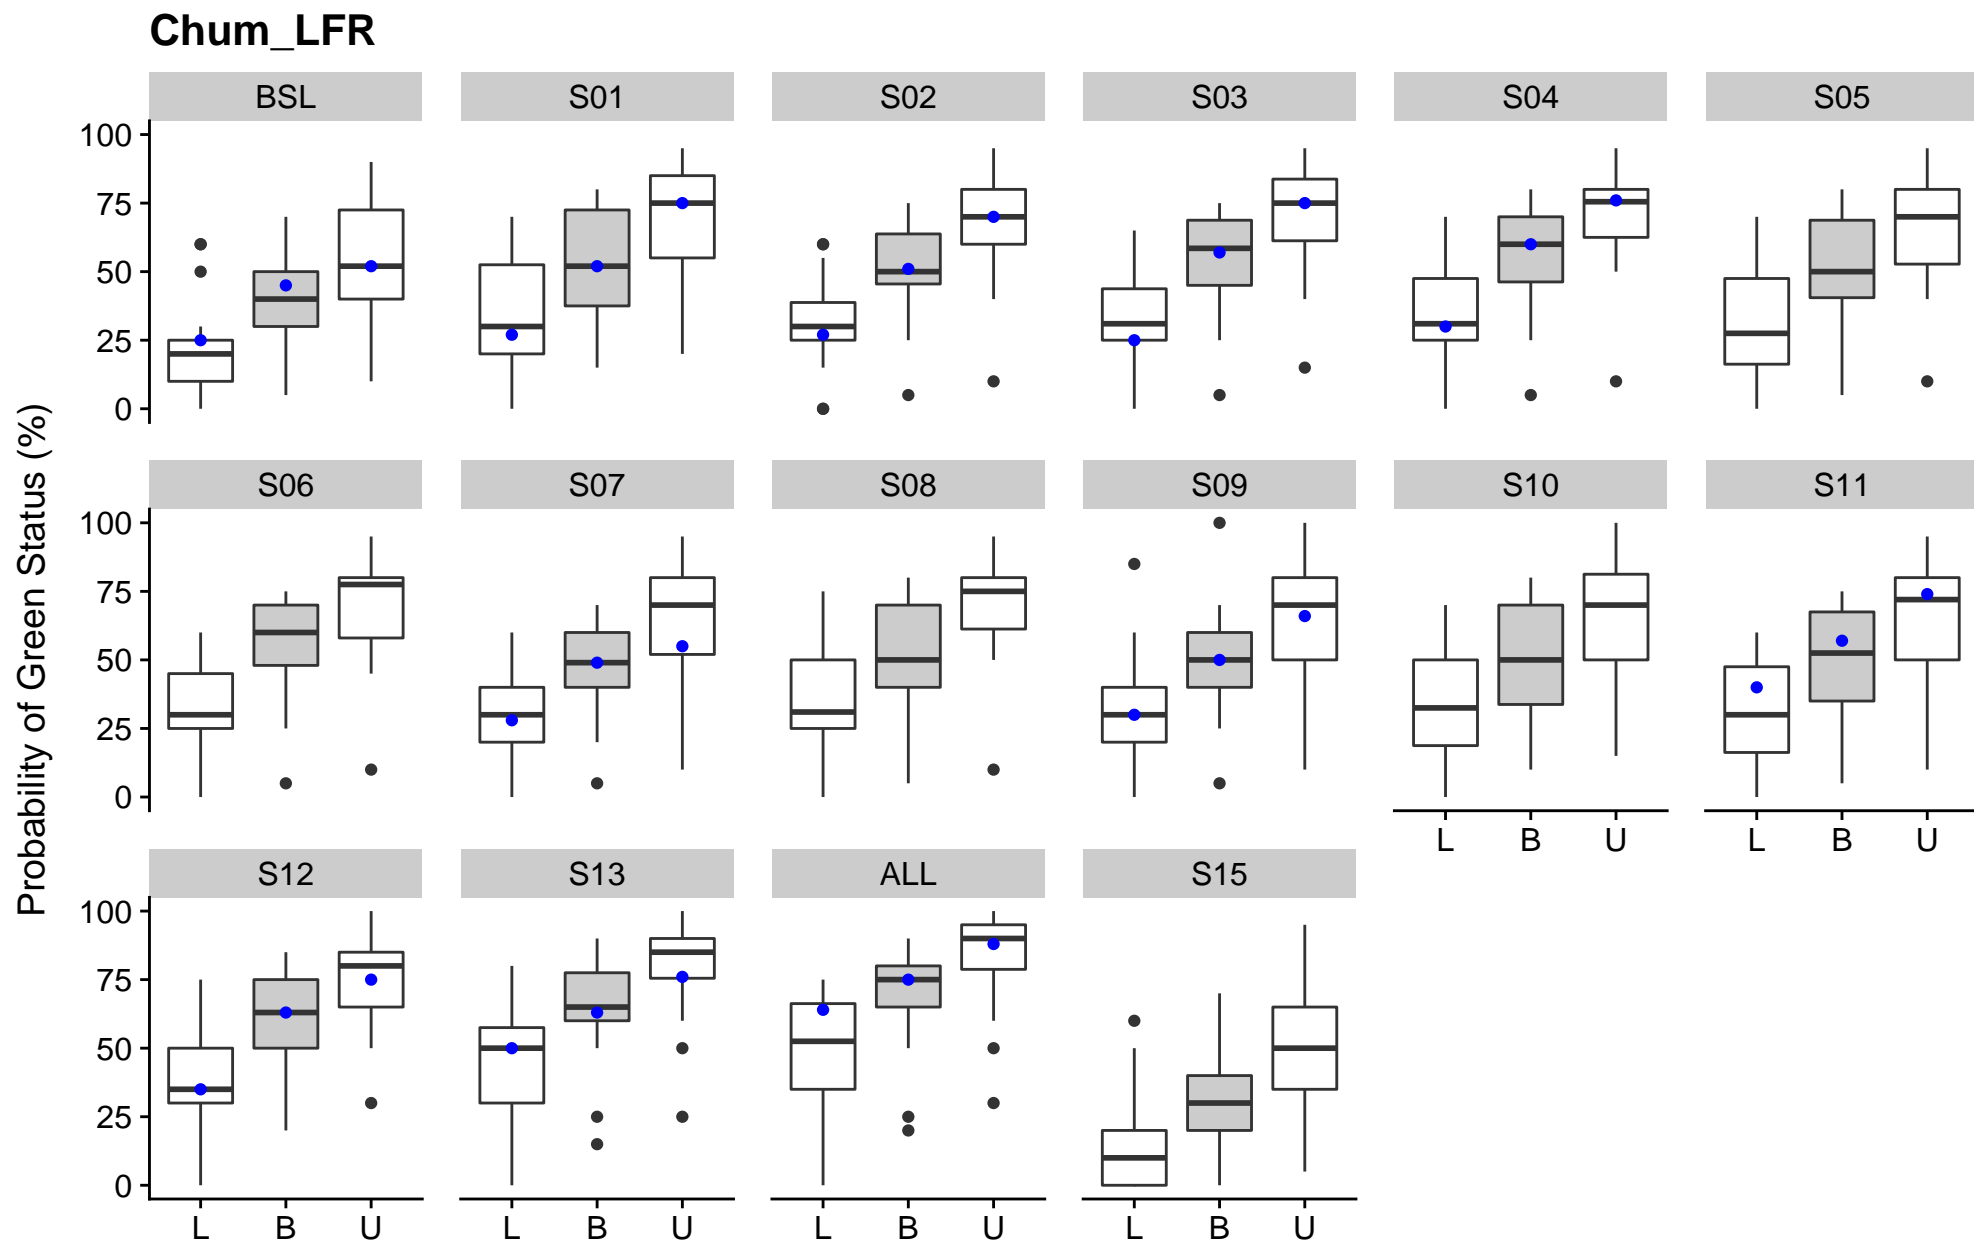 Chum_LFR
BSL S01 S02 S03 S04 S05
100
75
50
25
0
S06 S07 S08 S09 S10 S11
100
75
50
25
0
L B U L B U
S12 S13 ALL S15
100
75
50
25
0
L B U L B U L B U L B U
Probability of Green Status (%)